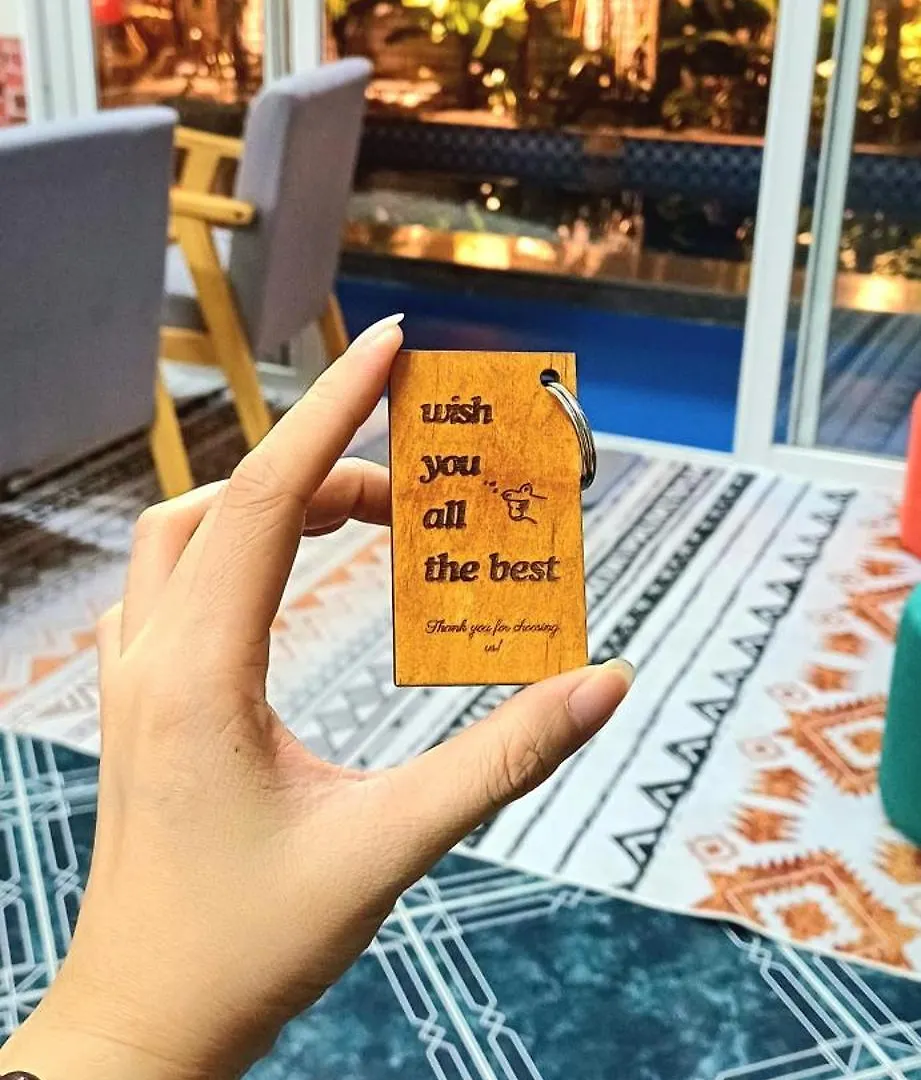 wish
you
all
the best
Thank you for choosing
us!